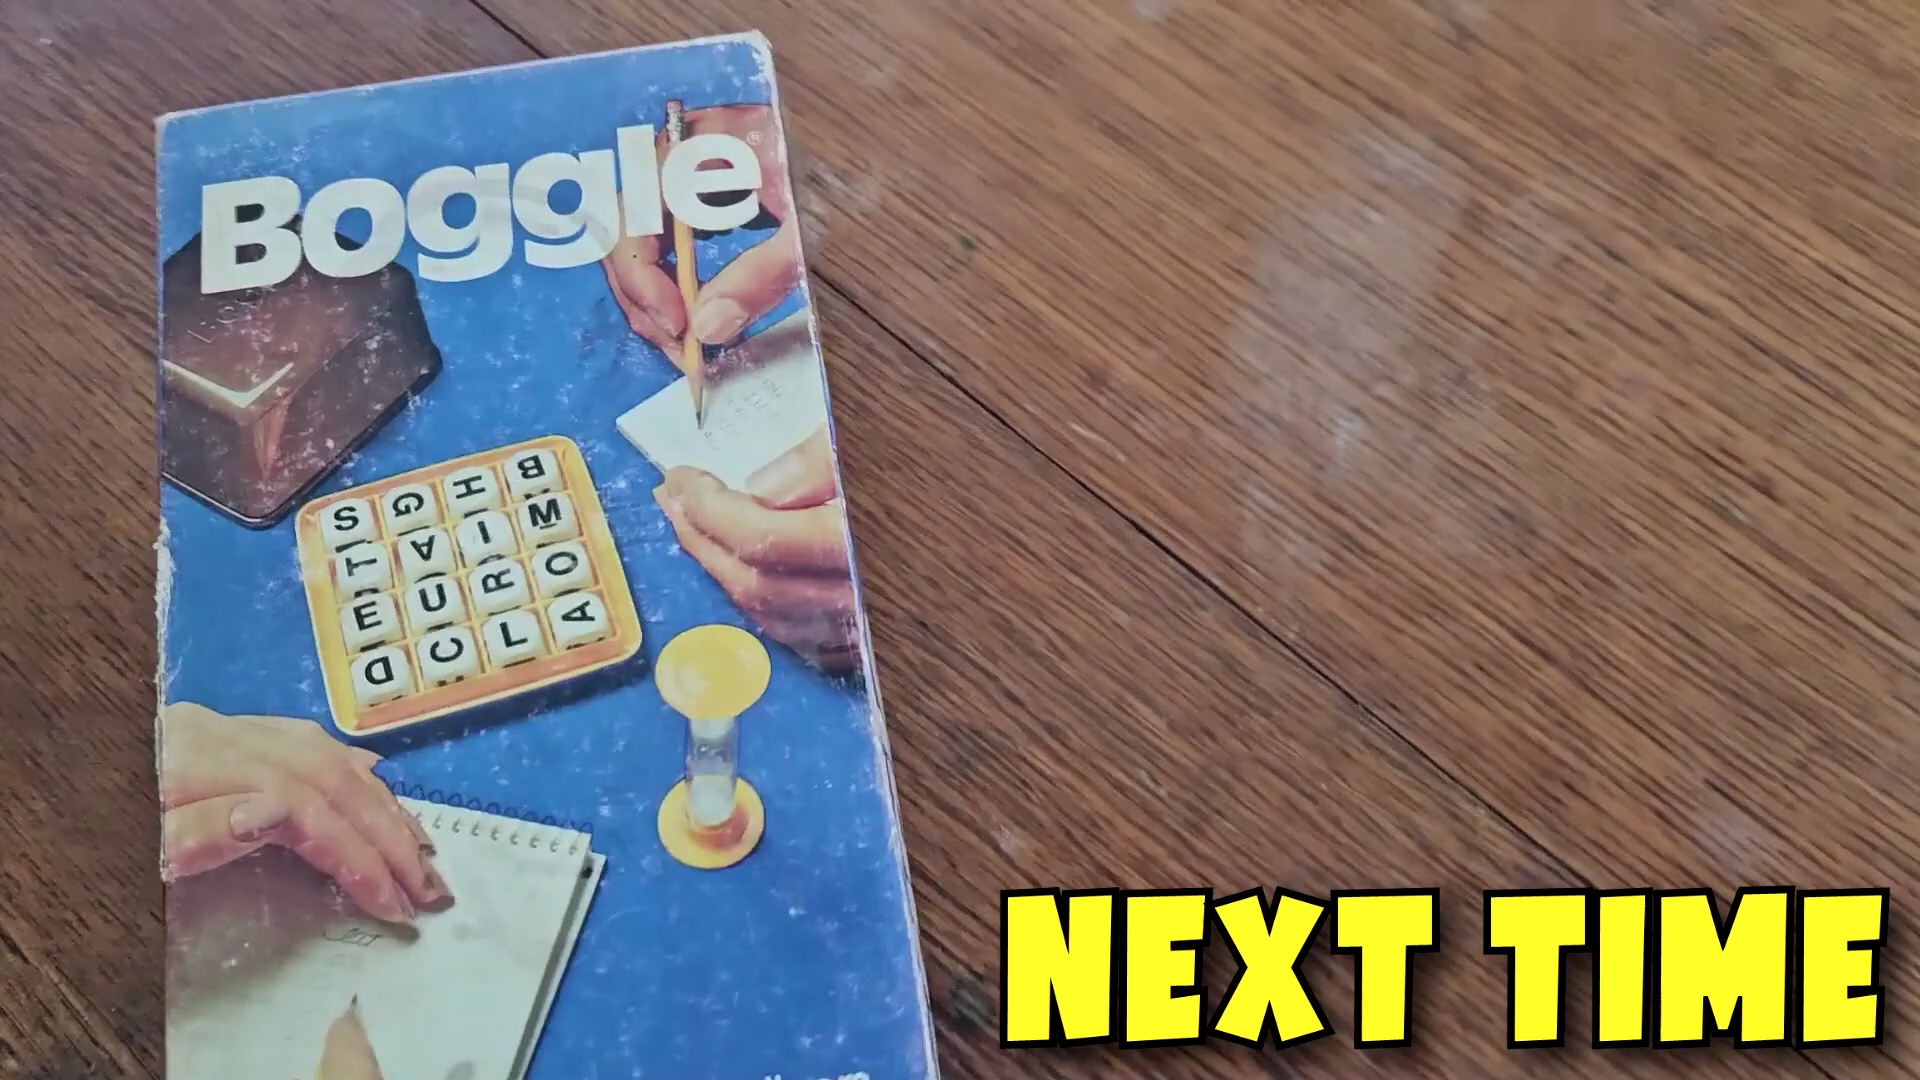 Boggle®
S G H B
T A I M
E U R O
D C L A
NEXT TIME